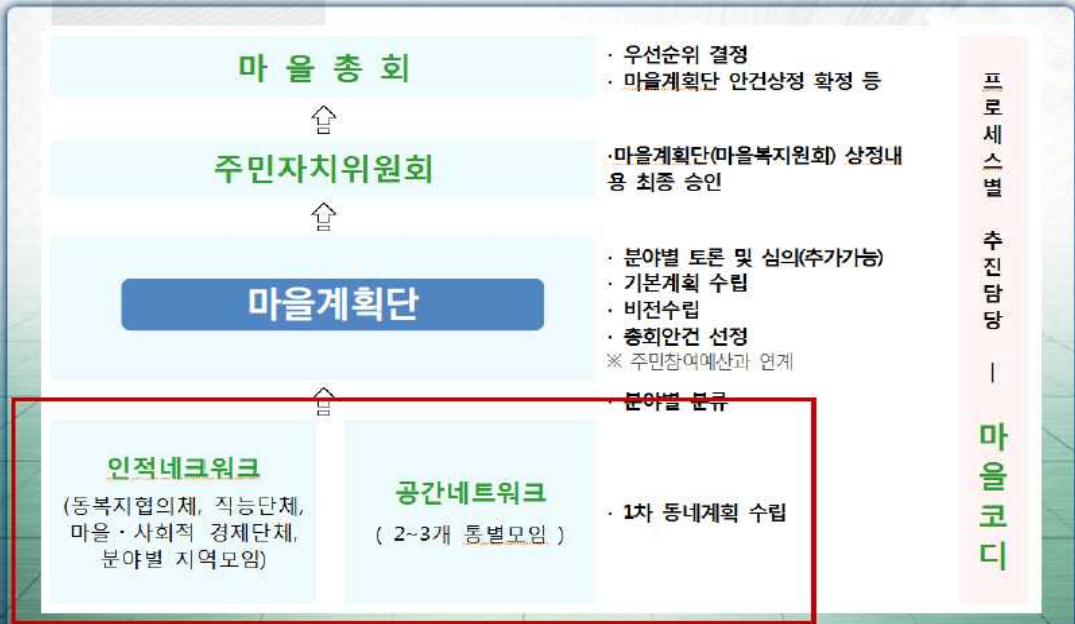 마 을 총 회
· 우선순위 결정
· 마을계획단 안건상정 확정 등
주민자치위원회
·마을계획단(마을복지원회) 상정내
용 최종 승인
마을계획단
· 분야별 토론 및 심의(추가가능)
· 기본계획 수립
· 비전수립
· 총회안건 선정
※ 주민참여예산과 연계
· 분야별 분류
인적네크워크
(동복지협의체, 직능단체,
마을·사회적 경제단체,
분야별 지역모임)
공간네트워크
( 2~3개 통별모임 )
· 1차 동네계획 수립
프로세스별 추진담당 | 마을코디